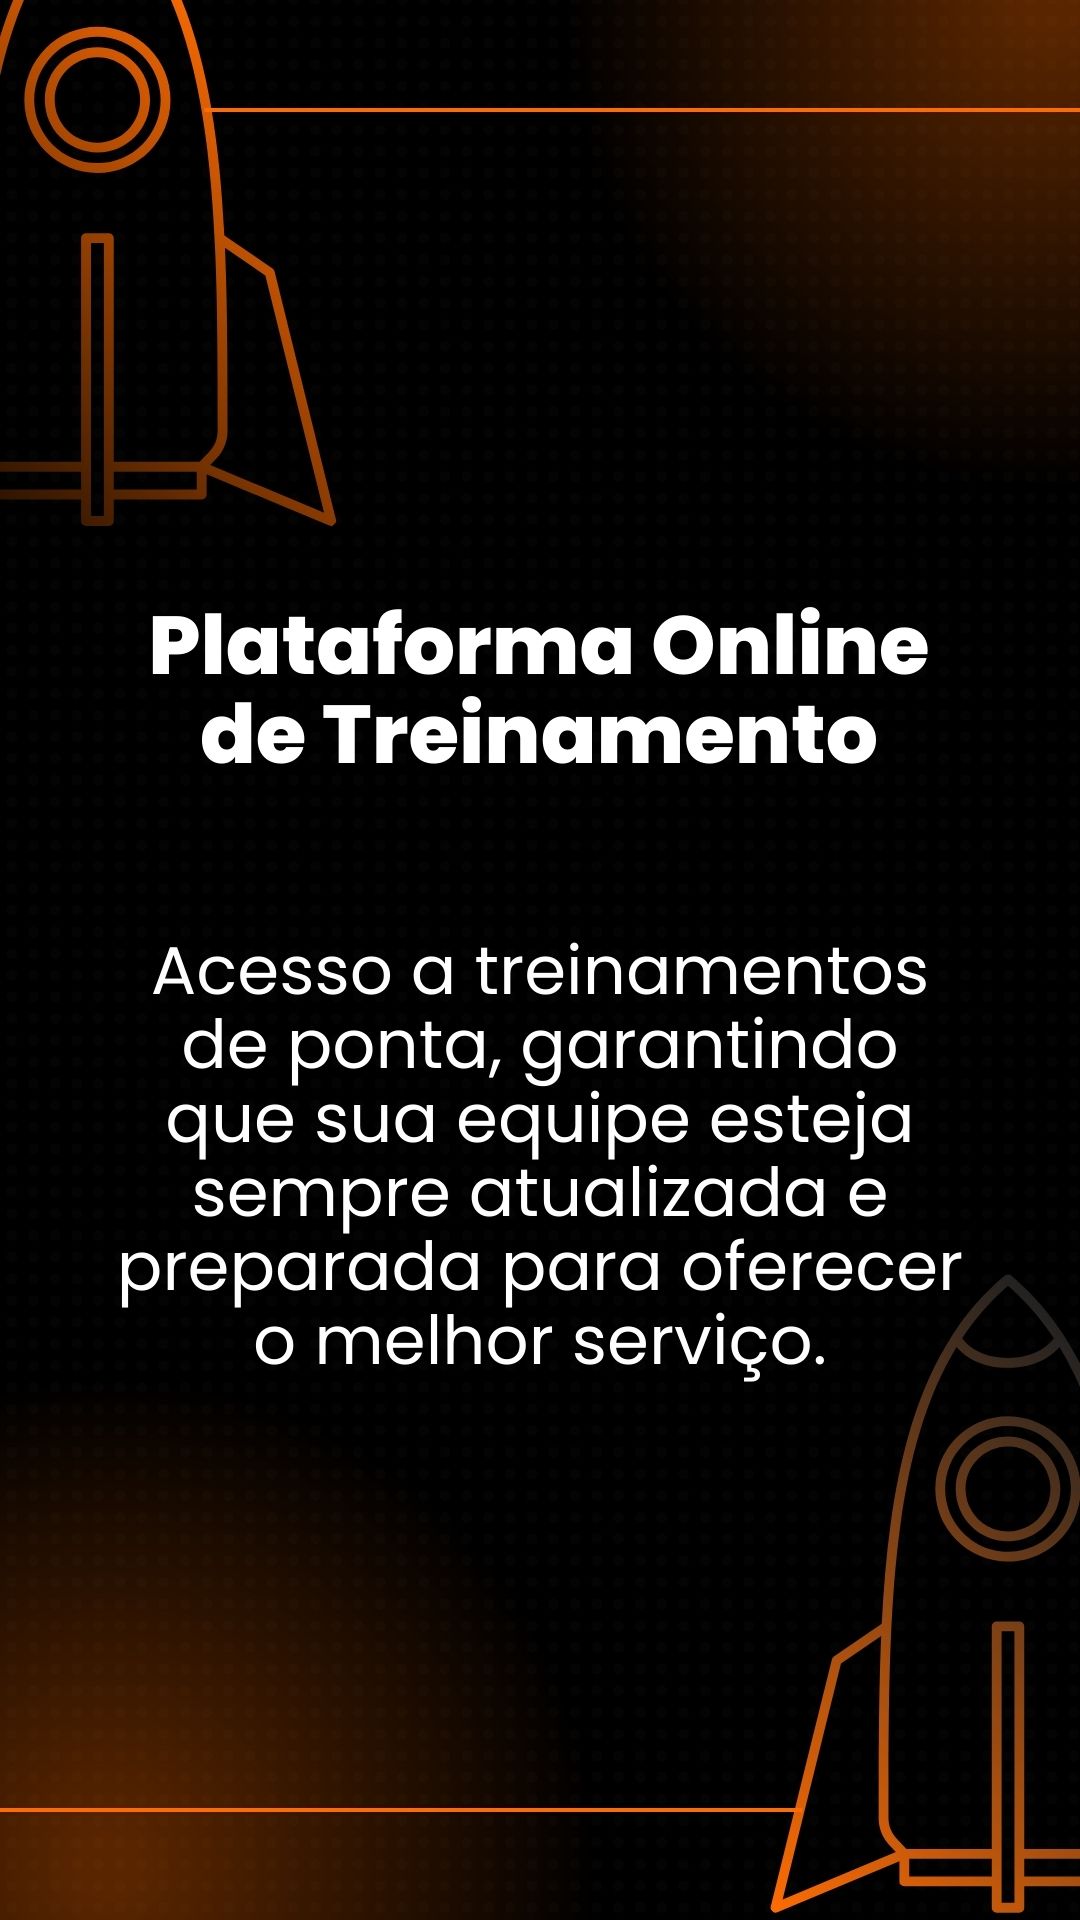 Plataforma Online
de Treinamento
Acesso a treinamentos
de ponta, garantindo
que sua equipe esteja
sempre atualizada e
preparada para oferecer
o melhor serviço.